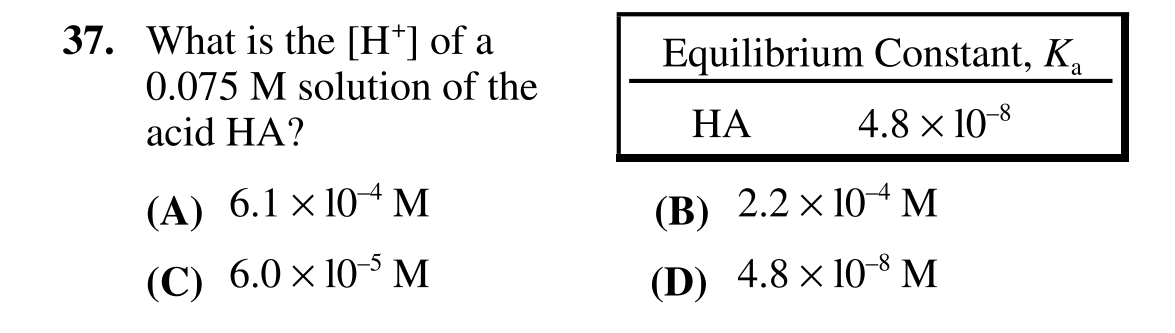 37. What is the [H⁺] of a
0.075 M solution of the
acid HA?
Equilibrium Constant, Kₐ
HA 4.8 × 10⁻⁸
(A) 6.1 × 10⁻⁴ M
(B) 2.2 × 10⁻⁴ M
(C) 6.0 × 10⁻⁵ M
(D) 4.8 × 10⁻⁸ M